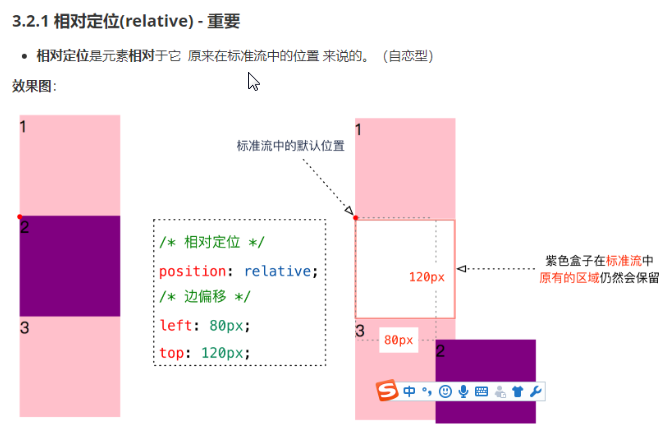 3.2.1 相对定位(relative) - 重要
• 相对定位是元素相对于它 原来在标准流中的位置 来说的。（自恋型）
效果图：
1
2
3
/* 相对定位 */
position: relative;
/* 边偏移 */
left: 80px;
top: 120px;
标准流中的默认位置
1
120px
3
80px
2
紫色盒子在标准流中
原有的区域仍然会保留
S 中